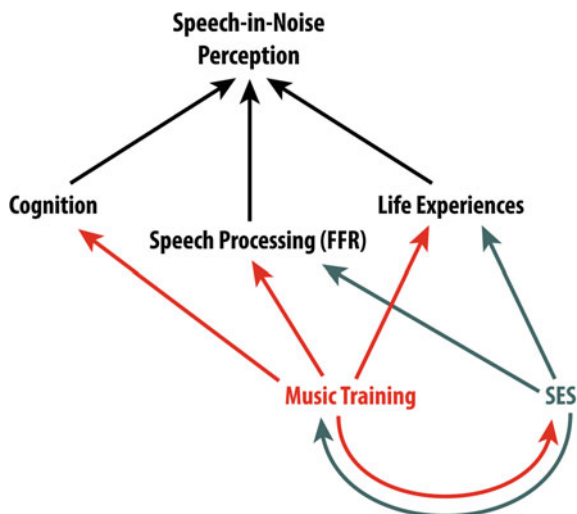 Speech-in-Noise
Perception
Cognition
Life Experiences
Speech Processing (FFR)
Music Training
SES